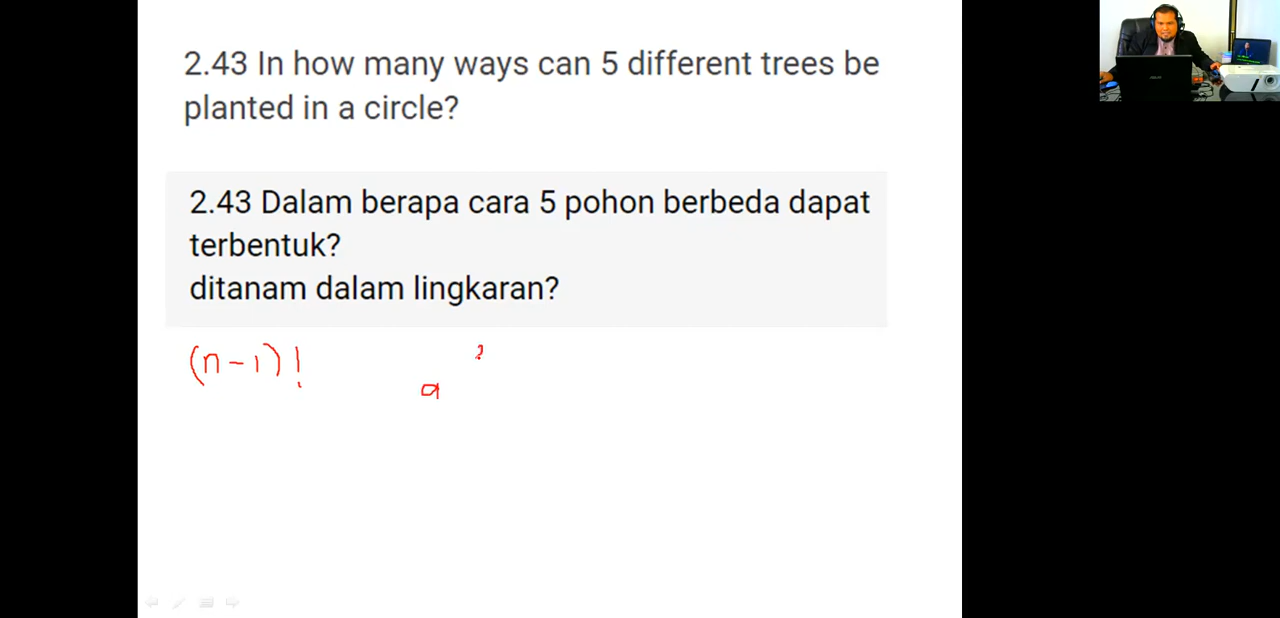 2.43 In how many ways can 5 different trees be
planted in a circle?
2.43 Dalam berapa cara 5 pohon berbeda dapat
terbentuk?
ditanam dalam lingkaran?
(n-1)!
a